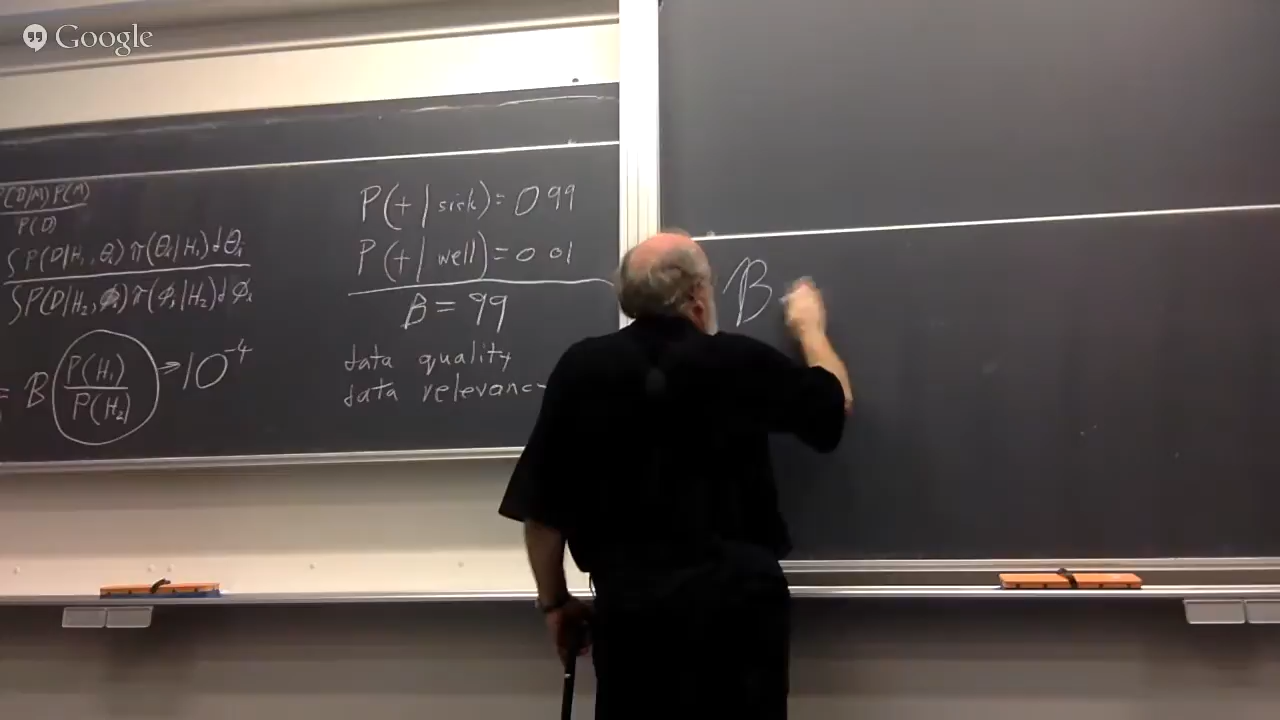 Google
P(D|M) P(M)
P(D)
∫P(D|H₁, θ₁) π(θ₁|H₁) dθ₁
∫P(D|H₂, ϕ₁) π(ϕ₁|H₂) dϕ₁
= B P(H₁) / P(H₂) → 10⁻⁴
P(+ | sick) = 0.99
P(+ | well) = 0.01
B = 99
data quality
data relevance
B